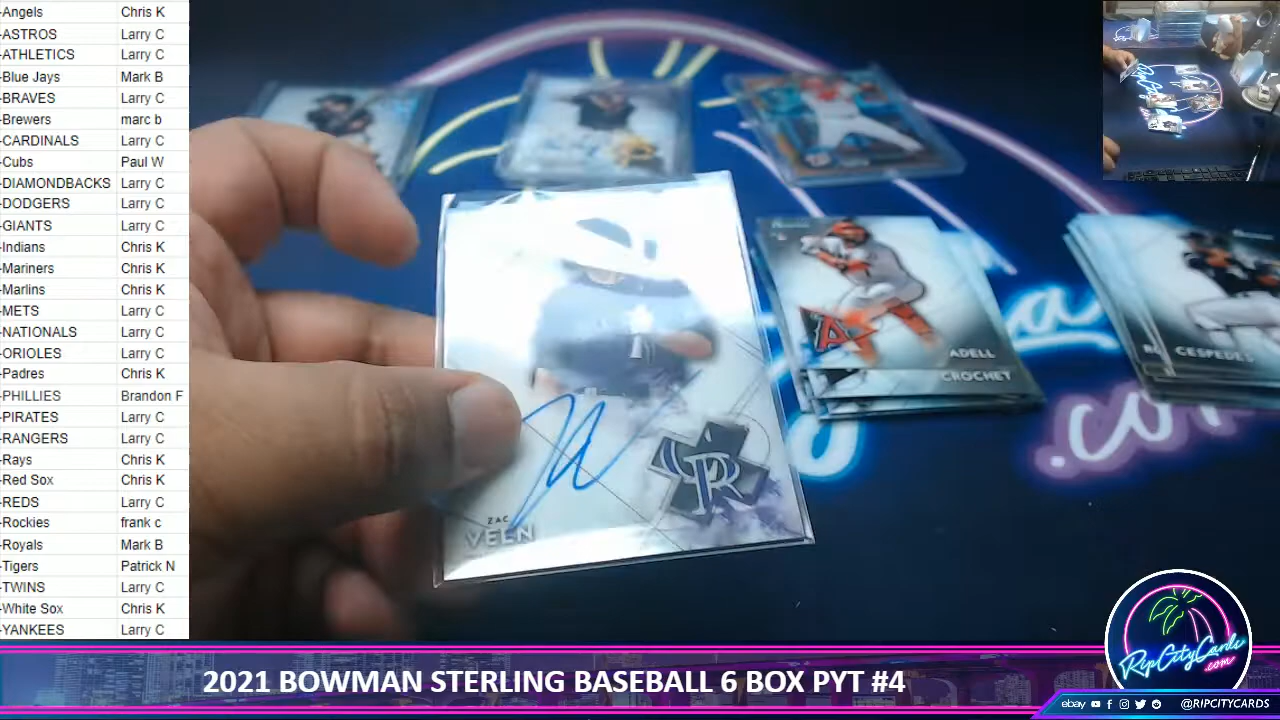 -Angels Chris K
-ASTROS Larry C
-ATHLETICS Larry C
-Blue Jays Mark B
-BRAVES Larry C
-Brewers marc b
-CARDINALS Larry C
-Cubs Paul W
-DIAMONDBACKS Larry C
-DODGERS Larry C
-GIANTS Larry C
-Indians Chris K
-Mariners Chris K
-Marlins Chris K
-METS Larry C
-NATIONALS Larry C
-ORIOLES Larry C
-Padres Chris K
-PHILLIES Brandon F
-PIRATES Larry C
-RANGERS Larry C
-Rays Chris K
-Red Sox Chris K
-REDS Larry C
-Rockies frank c
-Royals Mark B
-Tigers Patrick N
-TWINS Larry C
-White Sox Chris K
-YANKEES Larry C
ADELL
CROCHET
CESPEDES
.co
ZAC
VEEN
CR
A
2021 BOWMAN STERLING BASEBALL 6 BOX PYT #4
RipCityCards
.com
ebay @RIPCITYCARDS